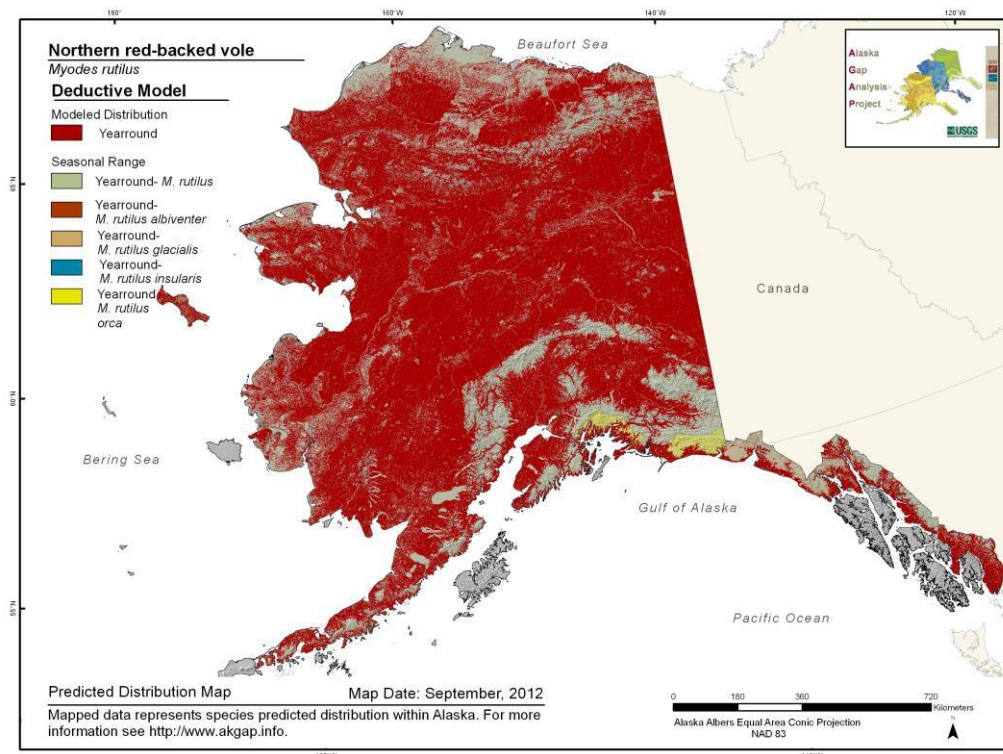 180°
160°W
140°W
120°W
Northern red-backed vole
Myodes rutilus
Deductive Model
Modeled Distribution
Yearround
Seasonal Range
Yearround- M. rutilus
Yearround-
M. rutilus albiventer
Yearround-
M. rutilus glacialis
Yearround-
M. rutilus insularis
Yearround
M. rutilus
orca
Beaufort Sea
Alaska
Gap
Analysis
Project
USGS
65°N
Canada
60°N
Bering Sea
Gulf of Alaska
55°N
Pacific Ocean
Predicted Distribution Map
Map Date: September, 2012
Mapped data represents species predicted distribution within Alaska. For more
information see http://www.akgap.info.
0 180 360 720
Kilometers
Alaska Albers Equal Area Conic Projection
NAD 83
N
180°